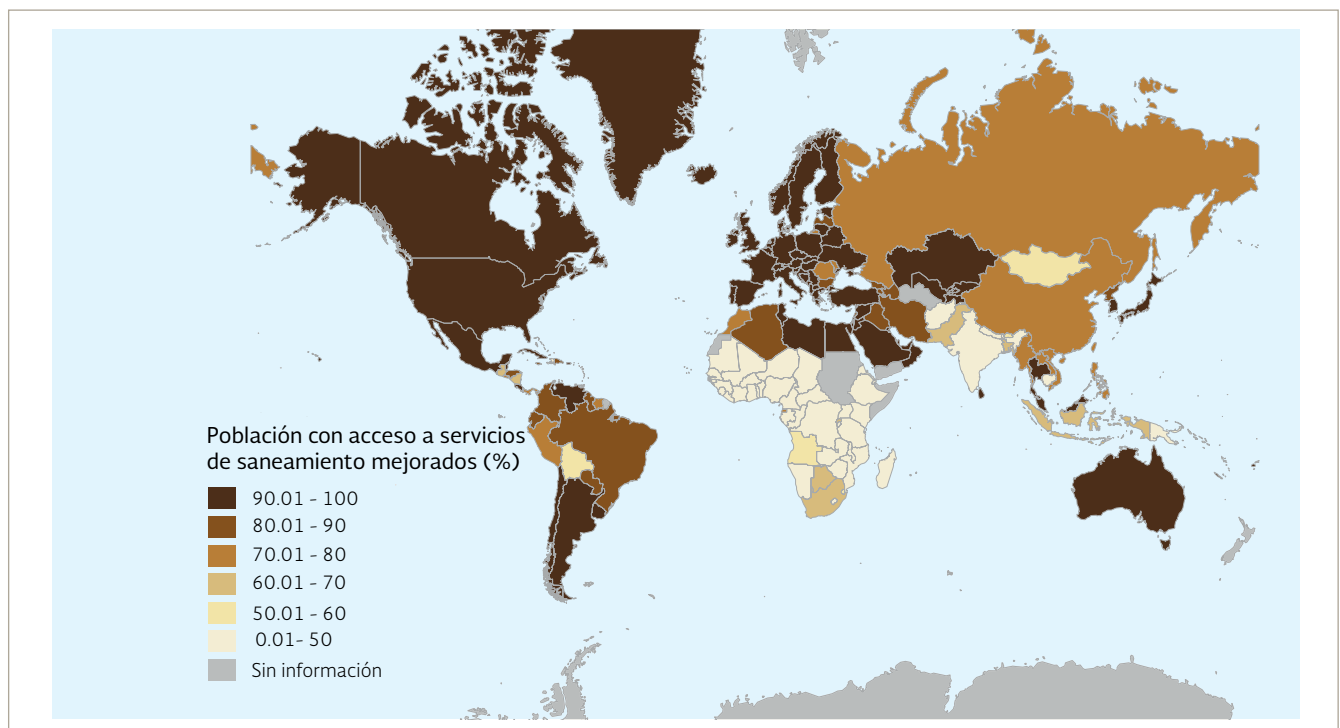 Población con acceso a servicios
de saneamiento mejorados (%)
90.01 - 100
80.01 - 90
70.01 - 80
60.01 - 70
50.01 - 60
0.01- 50
Sin información